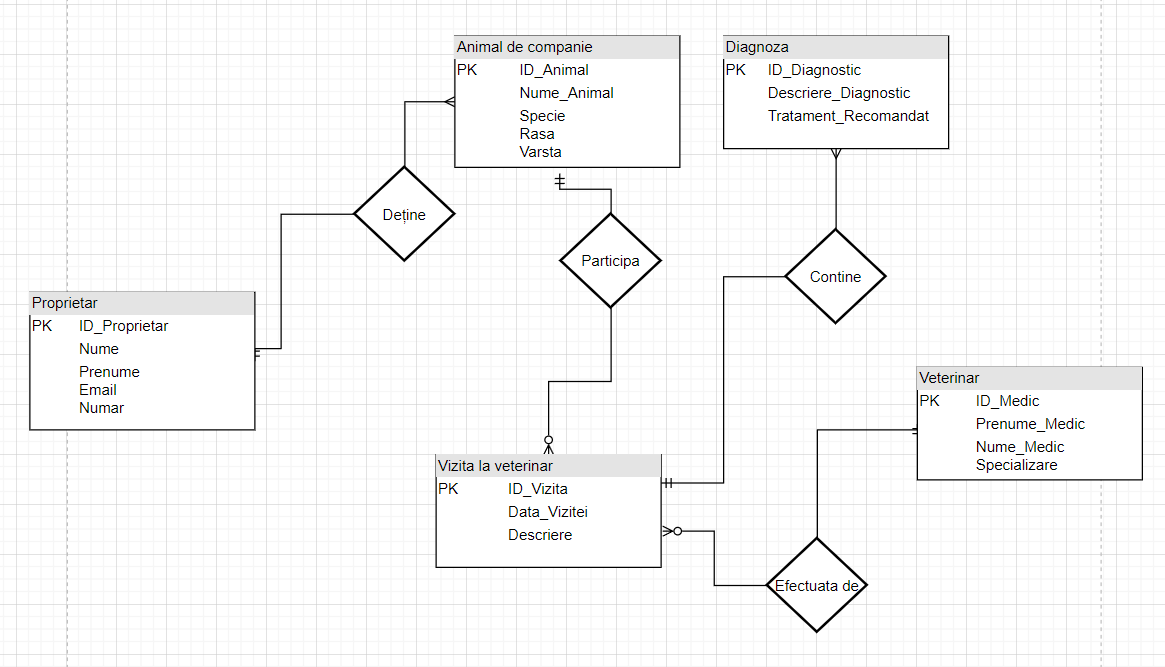 Animal de companie
PK ID_Animal
Nume_Animal
Specie
Rasa
Varsta
Diagnoza
PK ID_Diagnostic
Descriere_Diagnostic
Tratament_Recomandat
Deține
Participa
Contine
Proprietar
PK ID_Proprietar
Nume
Prenume
Email
Numar
Veterinar
PK ID_Medic
Prenume_Medic
Nume_Medic
Specializare
Vizita la veterinar
PK ID_Vizita
Data_Vizitei
Descriere
Efectuata de